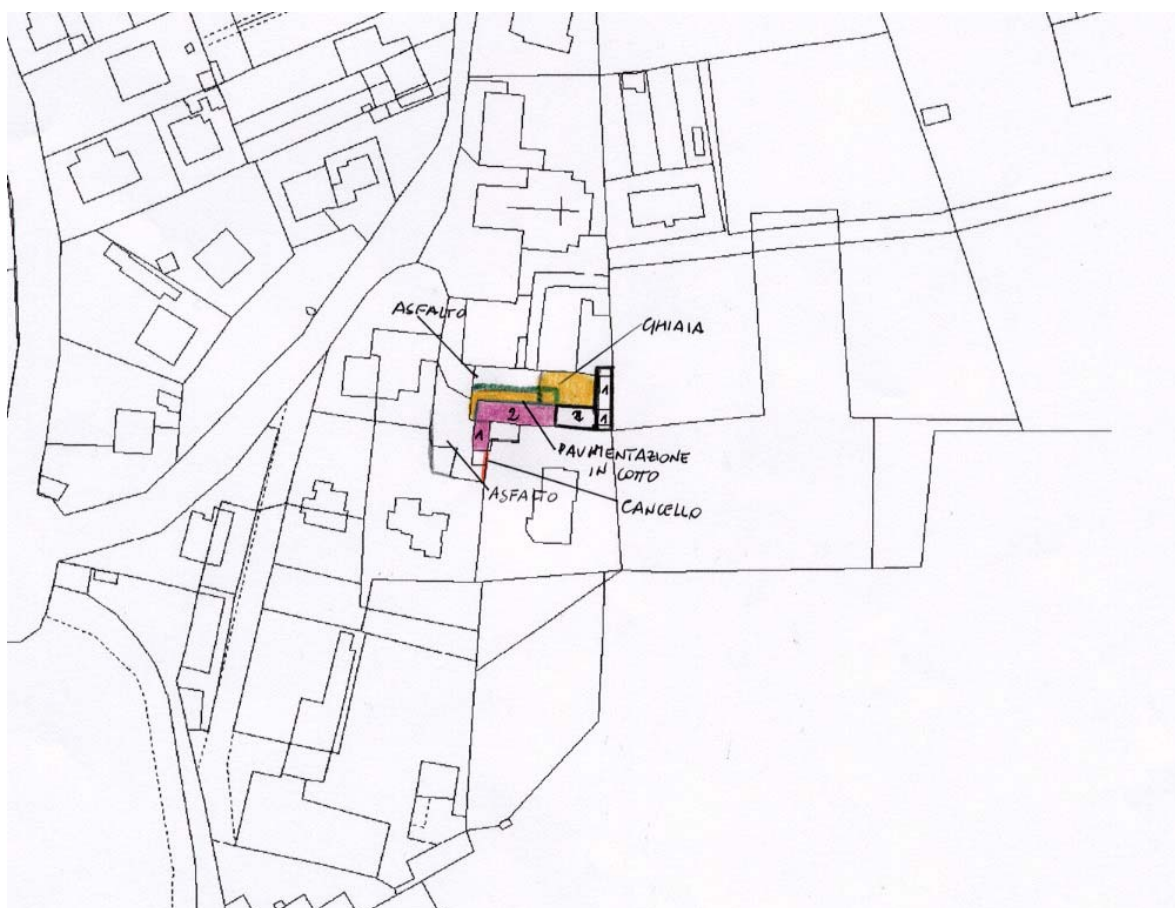 ASFALTO
GHIAIA
1
2
2
1
1
PAVIMENTAZIONE
IN COTTO
ASFALTO
CANCELLO